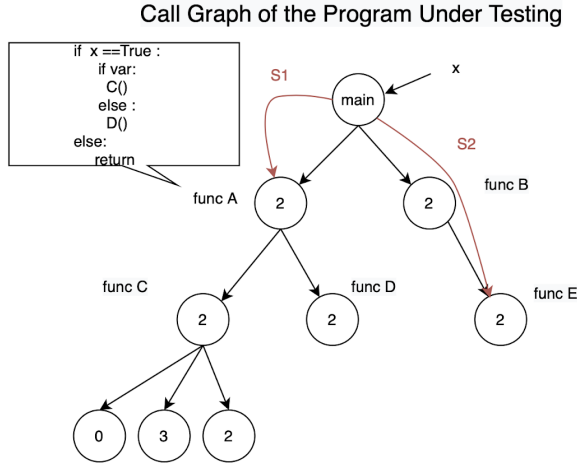 Call Graph of the Program Under Testing
if x ==True :
if var:
C()
else :
D()
else:
return
S1
x
main
S2
func A
2
2
func B
func C
2
func D
2
func E
2
0
3
2